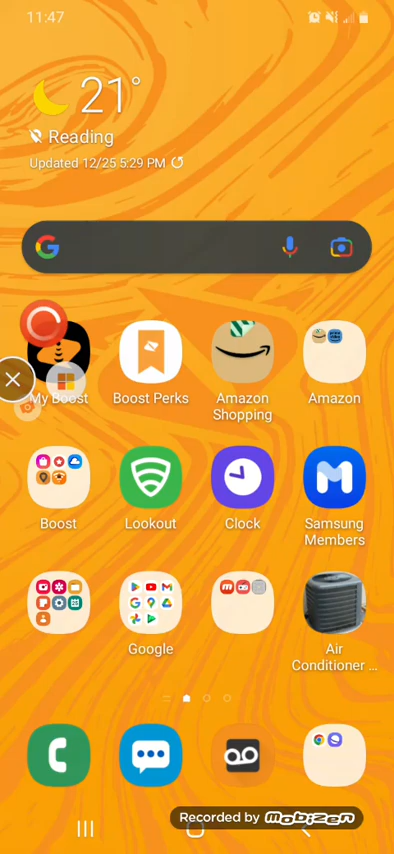 11:47
21°
Reading
Updated 12/25 5:29 PM
My Boost
Boost Perks
Amazon
Shopping
Amazon
Boost
Lookout
Clock
Samsung
Members
Google
Air
Conditioner ...
Recorded by mobizen